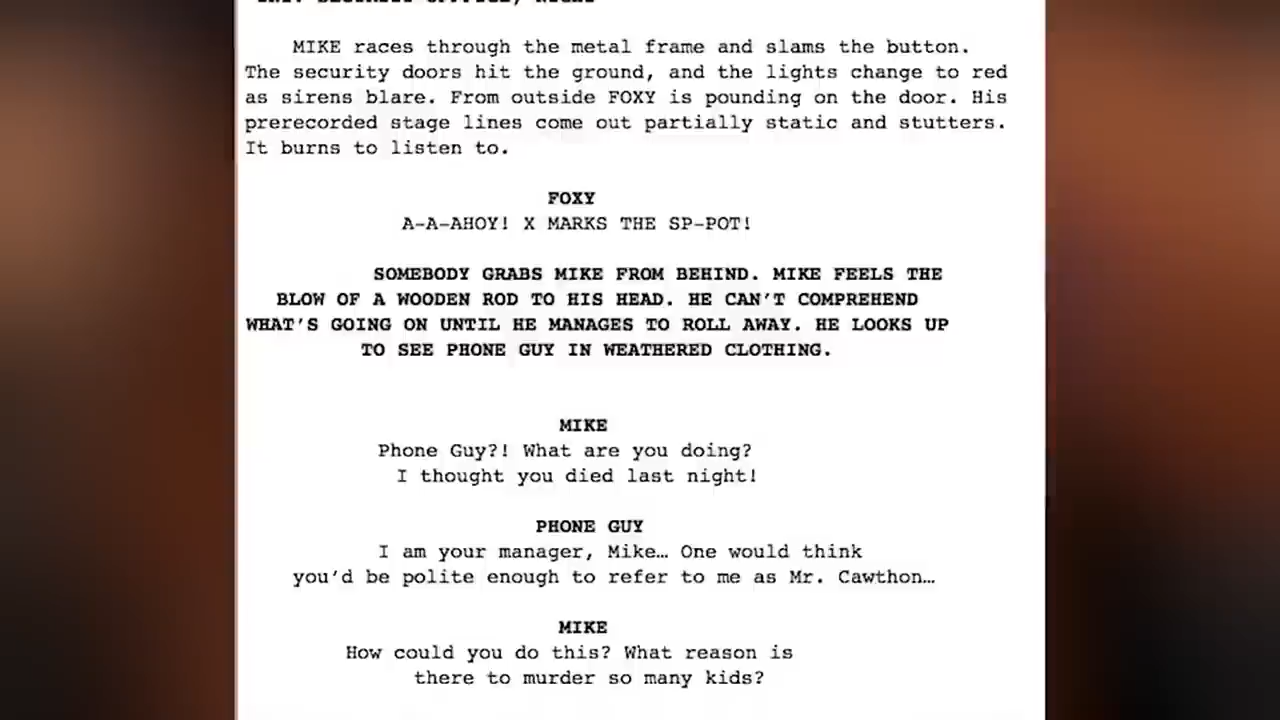 MIKE races through the metal frame and slams the button.
The security doors hit the ground, and the lights change to red
as sirens blare. From outside FOXY is pounding on the door. His
prerecorded stage lines come out partially static and stutters.
It burns to listen to.
FOXY
A-A-AHOY! X MARKS THE SP-POT!
SOMEBODY GRABS MIKE FROM BEHIND. MIKE FEELS THE
BLOW OF A WOODEN ROD TO HIS HEAD. HE CAN'T COMPREHEND
WHAT'S GOING ON UNTIL HE MANAGES TO ROLL AWAY. HE LOOKS UP
TO SEE PHONE GUY IN WEATHERED CLOTHING.
MIKE
Phone Guy?! What are you doing?
I thought you died last night!
PHONE GUY
I am your manager, Mike… One would think
you'd be polite enough to refer to me as Mr. Cawthon…
MIKE
How could you do this? What reason is
there to murder so many kids?